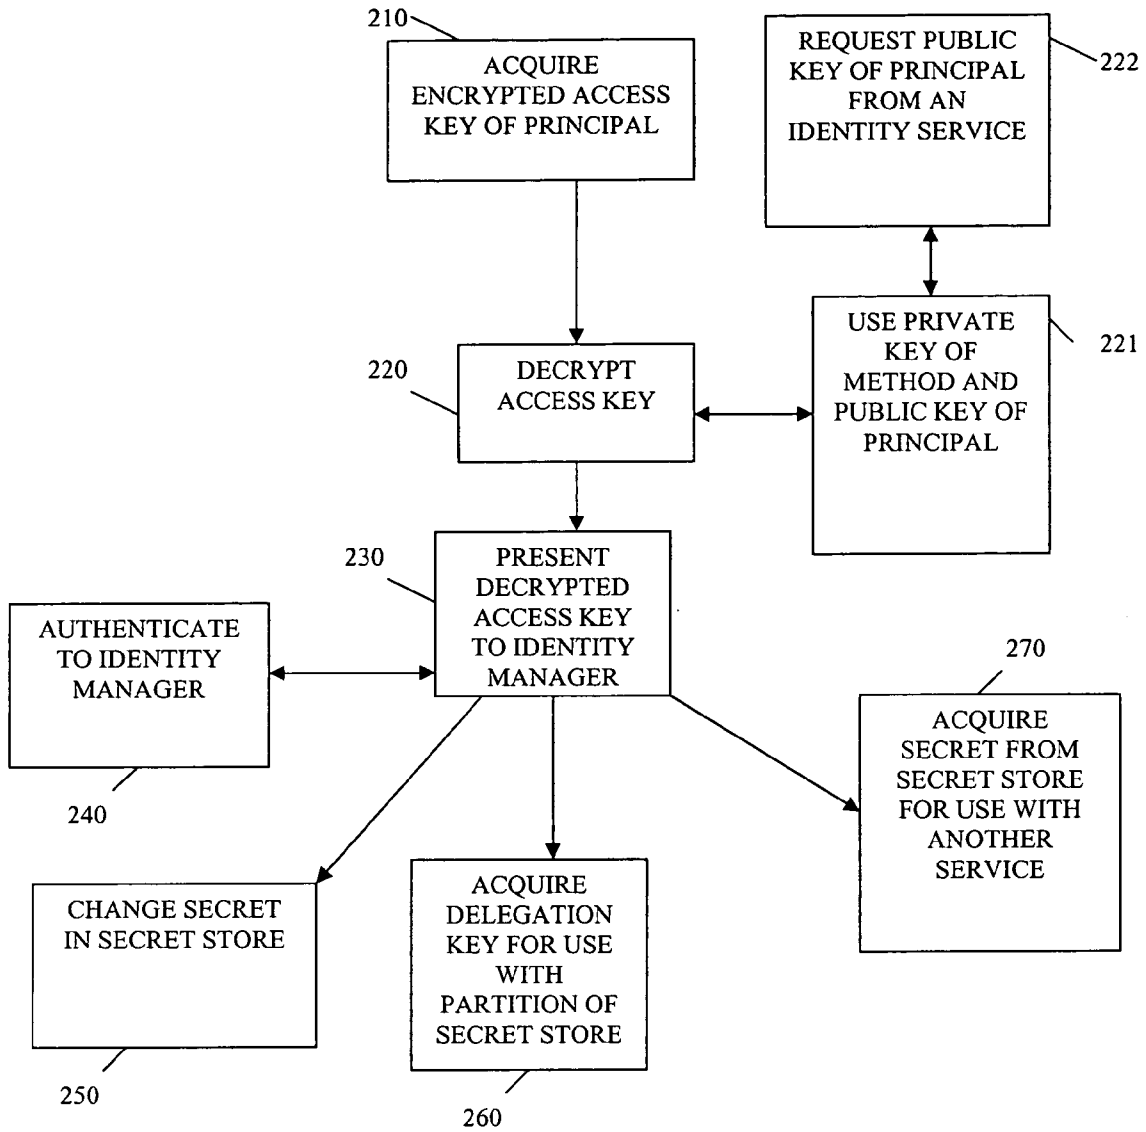 210
ACQUIRE
ENCRYPTED ACCESS
KEY OF PRINCIPAL
REQUEST PUBLIC
KEY OF PRINCIPAL
FROM AN
IDENTITY SERVICE
222
220
DECRYPT
ACCESS KEY
USE PRIVATE
KEY OF
METHOD AND
PUBLIC KEY OF
PRINCIPAL
221
230
PRESENT
DECRYPTED
ACCESS KEY
TO IDENTITY
MANAGER
AUTHENTICATE
TO IDENTITY
MANAGER
240
270
ACQUIRE
SECRET FROM
SECRET STORE
FOR USE WITH
ANOTHER
SERVICE
CHANGE SECRET
IN SECRET STORE
250
ACQUIRE
DELEGATION
KEY FOR USE
WITH
PARTITION OF
SECRET STORE
260